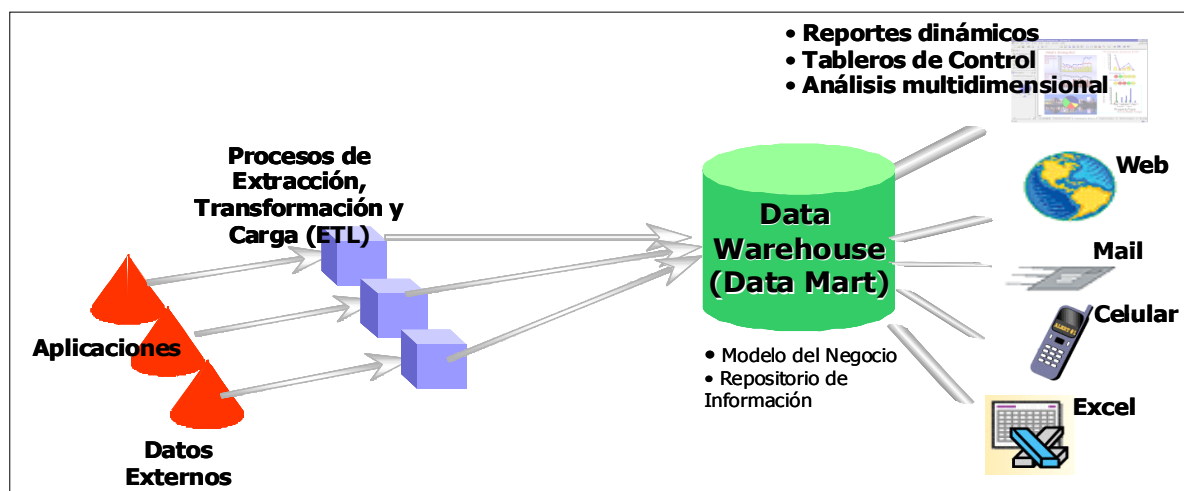 • Reportes dinámicos
• Tableros de Control
• Análisis multidimensional
Procesos de
Extracción,
Transformación y
Carga (ETL)
Aplicaciones
Datos
Externos
Data
Warehouse
(Data Mart)
• Modelo del Negocio
• Repositorio de
Información
Web
Mail
Celular
Excel